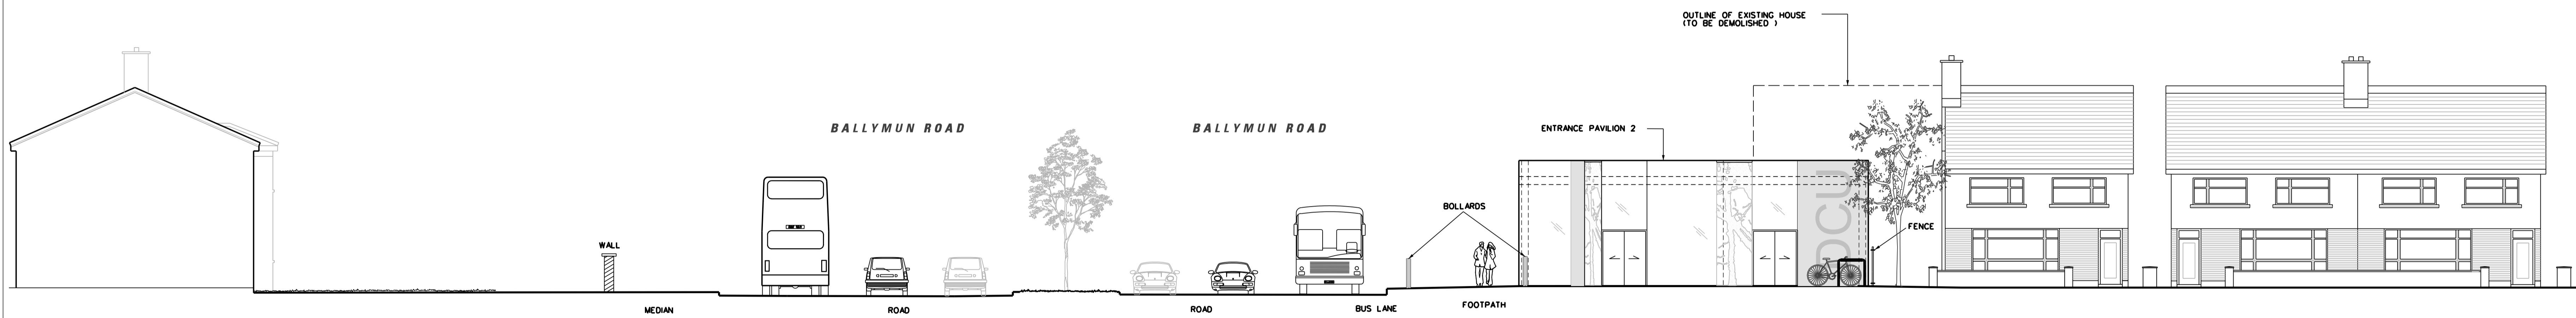 OUTLINE OF EXISTING HOUSE
(TO BE DEMOLISHED )
BALLYMUN ROAD
BALLYMUN ROAD
ENTRANCE PAVILION 2
DCU
BOLLARDS
FENCE
WALL
MEDIAN
ROAD
ROAD
BUS LANE
FOOTPATH